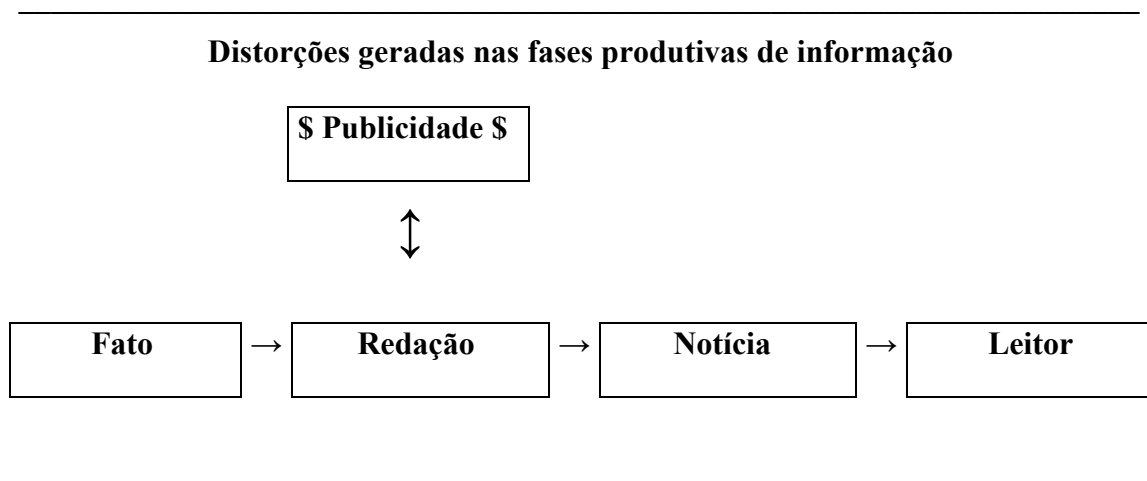 Distorções geradas nas fases produtivas de informação
$ Publicidade $
↕
Fato → Redação → Notícia → Leitor